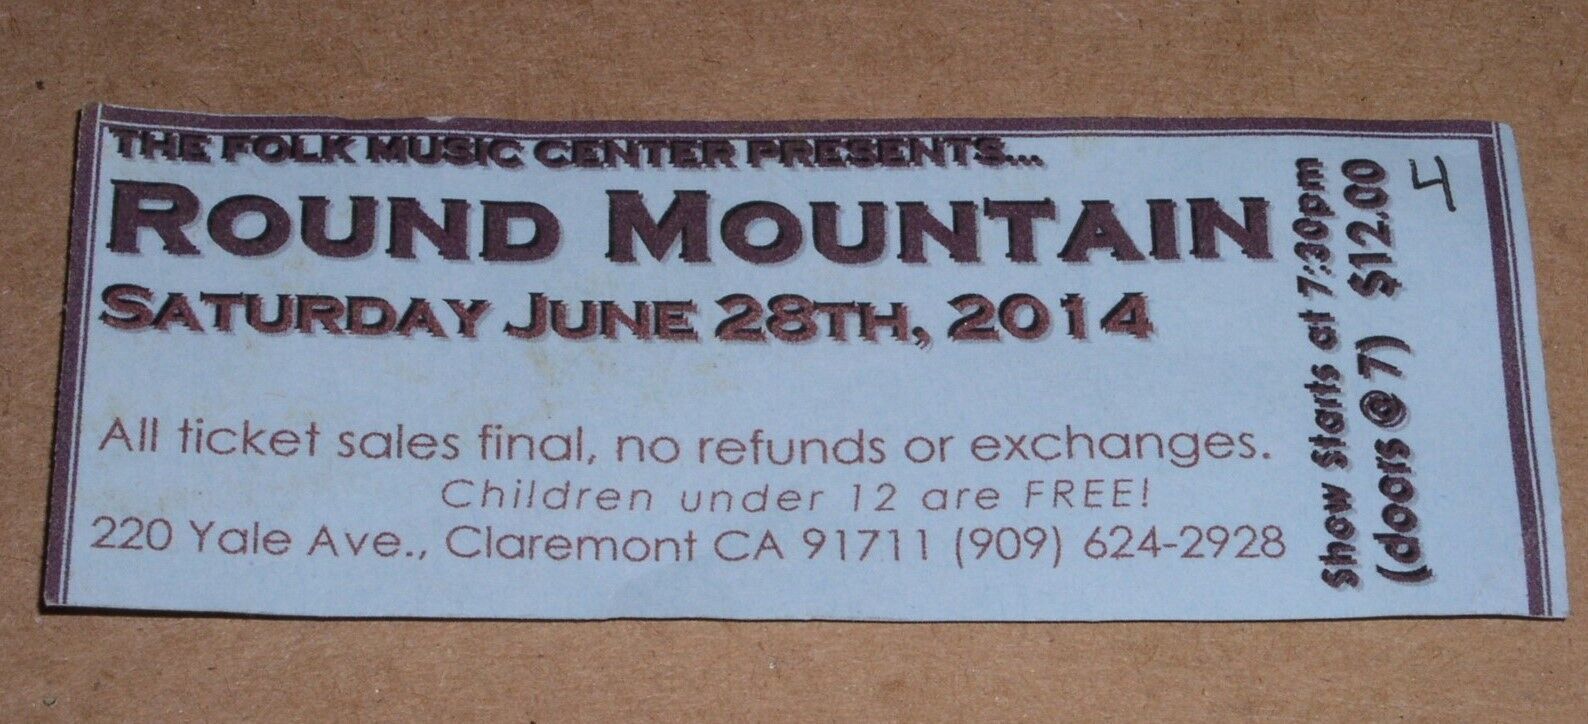 THE FOLK MUSIC CENTER PRESENTS...
ROUND MOUNTAIN
SATURDAY JUNE 28TH, 2014
All ticket sales final, no refunds or exchanges.
Children under 12 are FREE!
220 Yale Ave., Claremont CA 91711 (909) 624-2928
Show Starts at 7:30pm
(doors @ 7) $12.00
4